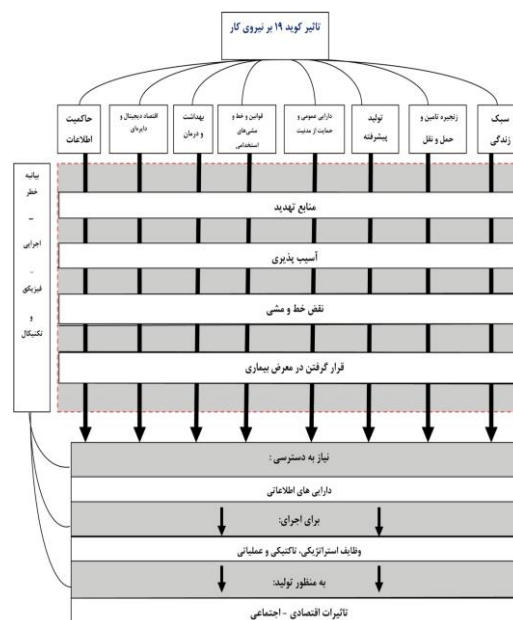 تاثیر کوید ۱۹ بر نیروی کار
سبک
زندگی
زنجیره تامین و
حمل و نقل
تولید
پیشرفته
دارایی عمومی و
حمایت از مدنیت
قوانین و خط و
مشی‌های
استخدامی
بهداشت
و درمان
اقتصاد دیجیتال و
دایره‌ای
حاکمیت
اطلاعات
بیانیه
خطر
–
اجرایی
-
فیزیکی
و
تکنیکال
منابع تهدید
آسیب پذیری
نقض خط و مشی
قرار گرفتن در معرض بیماری
نیاز به دسترسی :
دارایی های اطلاعاتی
برای اجرای:
وظایف استراتژیکی، تاکتیکی و عملیاتی
به منظور تولید:
تاثیرات اقتصادی - اجتماعی